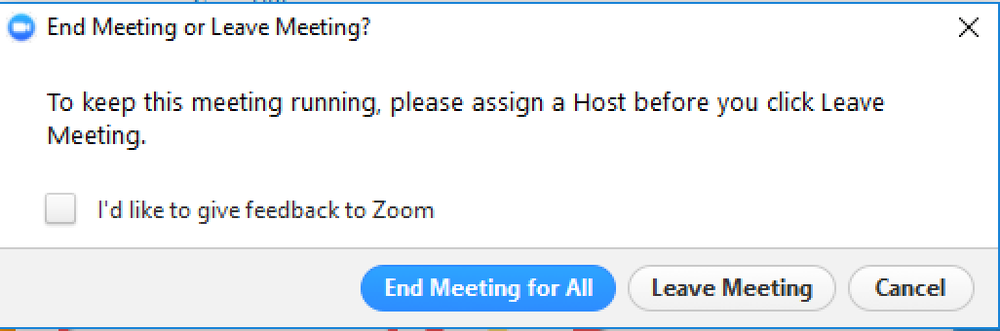 End Meeting or Leave Meeting?
To keep this meeting running, please assign a Host before you click Leave
Meeting.
I'd like to give feedback to Zoom
End Meeting for All Leave Meeting Cancel